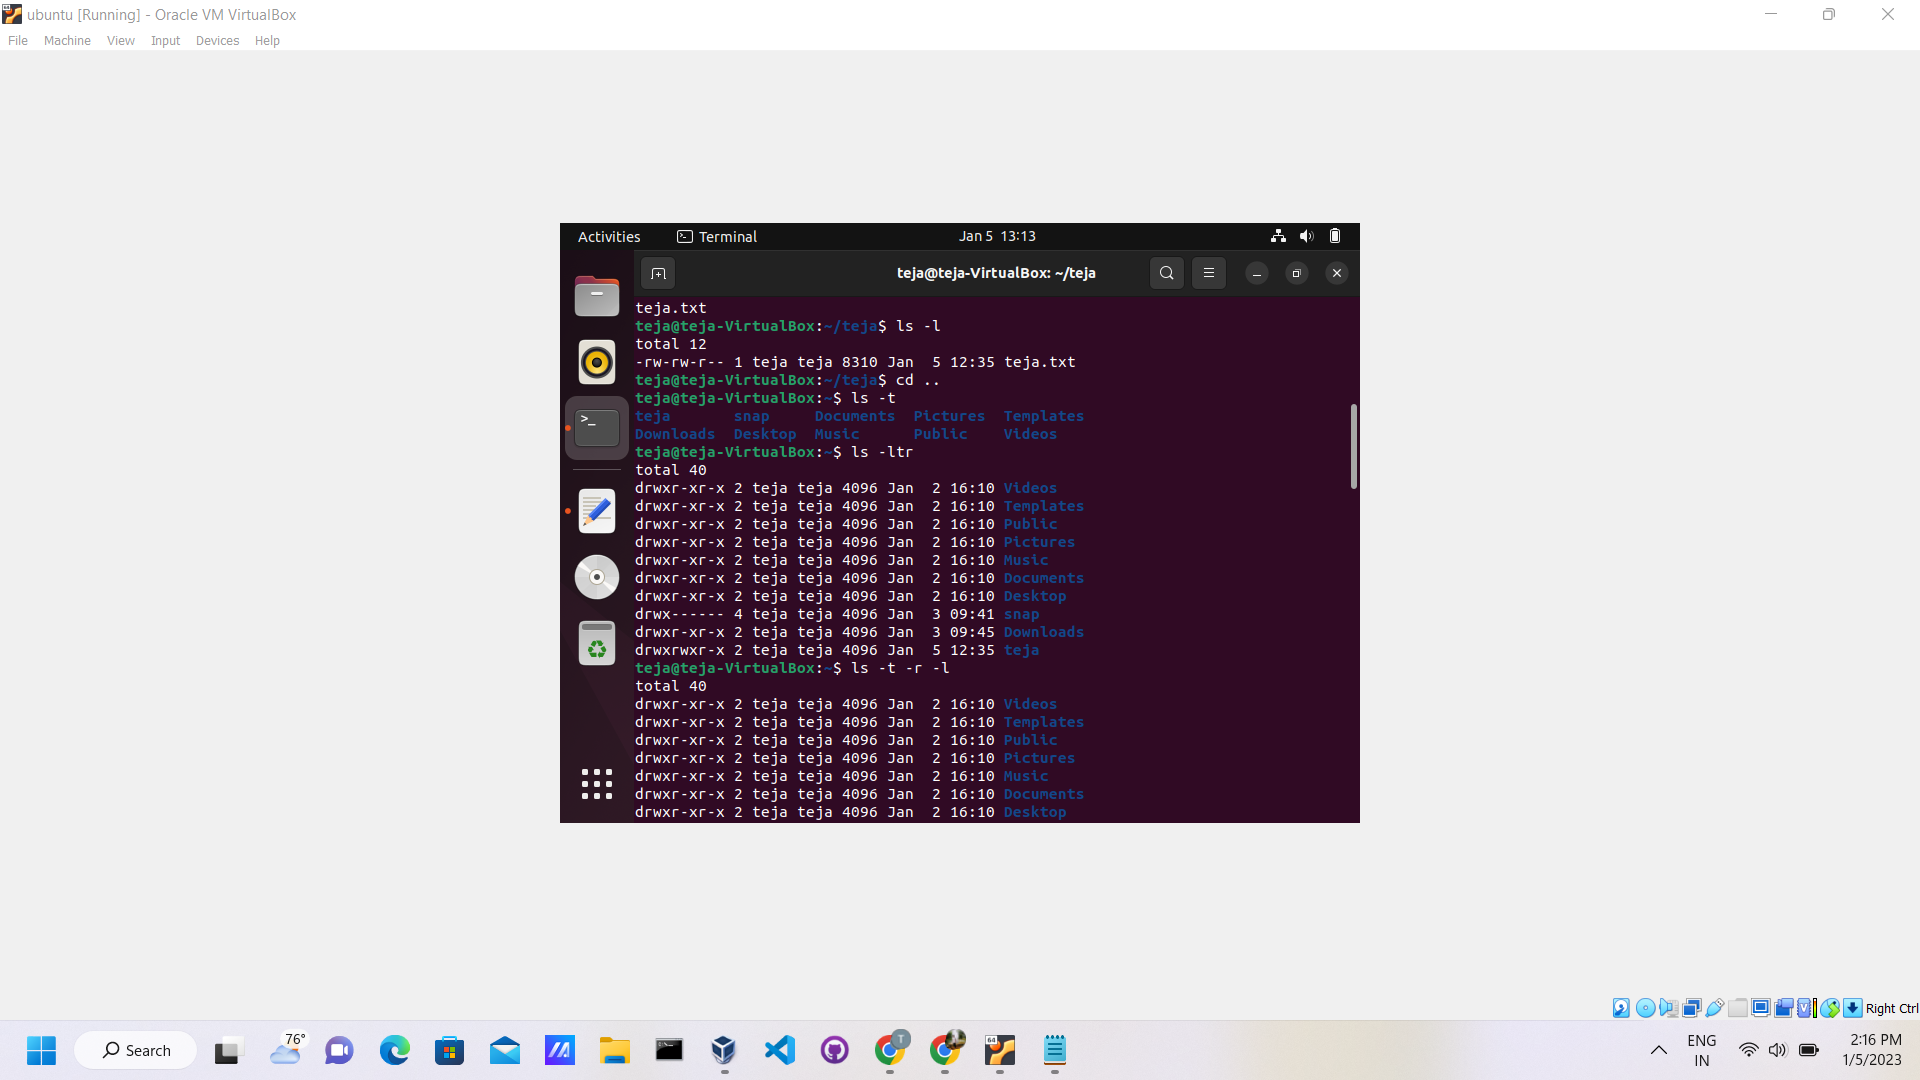 ubuntu [Running] - Oracle VM VirtualBox
File Machine View Input Devices Help
Activities Terminal Jan 5 13:13
teja@teja-VirtualBox: ~/teja
teja.txt
teja@teja-VirtualBox:~/teja$ ls -l
total 12
-rw-rw-r-- 1 teja teja 8310 Jan  5 12:35 teja.txt
teja@teja-VirtualBox:~/teja$ cd ..
teja@teja-VirtualBox:~$ ls -t
teja       snap     Documents  Pictures  Templates
Downloads  Desktop  Music      Public    Videos
teja@teja-VirtualBox:~$ ls -ltr
total 40
drwxr-xr-x 2 teja teja 4096 Jan  2 16:10 Videos
drwxr-xr-x 2 teja teja 4096 Jan  2 16:10 Templates
drwxr-xr-x 2 teja teja 4096 Jan  2 16:10 Public
drwxr-xr-x 2 teja teja 4096 Jan  2 16:10 Pictures
drwxr-xr-x 2 teja teja 4096 Jan  2 16:10 Music
drwxr-xr-x 2 teja teja 4096 Jan  2 16:10 Documents
drwxr-xr-x 2 teja teja 4096 Jan  2 16:10 Desktop
drwx------ 4 teja teja 4096 Jan  3 09:41 snap
drwxr-xr-x 2 teja teja 4096 Jan  3 09:45 Downloads
drwxrwxr-x 2 teja teja 4096 Jan  5 12:35 teja
teja@teja-VirtualBox:~$ ls -t -r -l
total 40
drwxr-xr-x 2 teja teja 4096 Jan  2 16:10 Videos
drwxr-xr-x 2 teja teja 4096 Jan  2 16:10 Templates
drwxr-xr-x 2 teja teja 4096 Jan  2 16:10 Public
drwxr-xr-x 2 teja teja 4096 Jan  2 16:10 Pictures
drwxr-xr-x 2 teja teja 4096 Jan  2 16:10 Music
drwxr-xr-x 2 teja teja 4096 Jan  2 16:10 Documents
drwxr-xr-x 2 teja teja 4096 Jan  2 16:10 Desktop
Right Ctrl
Search 76° T 64 ENG 2:16 PM
IN 1/5/2023